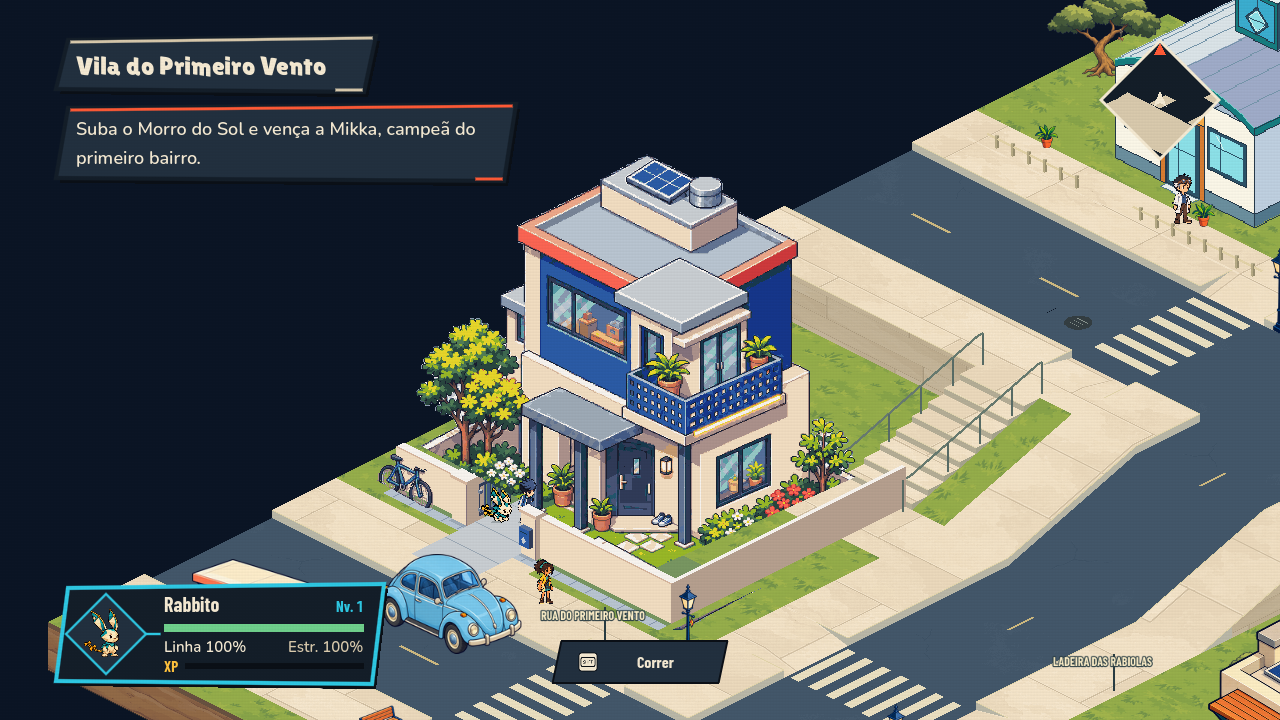 Vila do Primeiro Vento
Suba o Morro do Sol e vença a Mikka, campeã do
primeiro bairro.
Rabbito
Nv. 1
Linha 100%
Estr. 100%
XP
RUA DO PRIMEIRO VENTO
Correr
LADEIRA DAS RABIOLAS